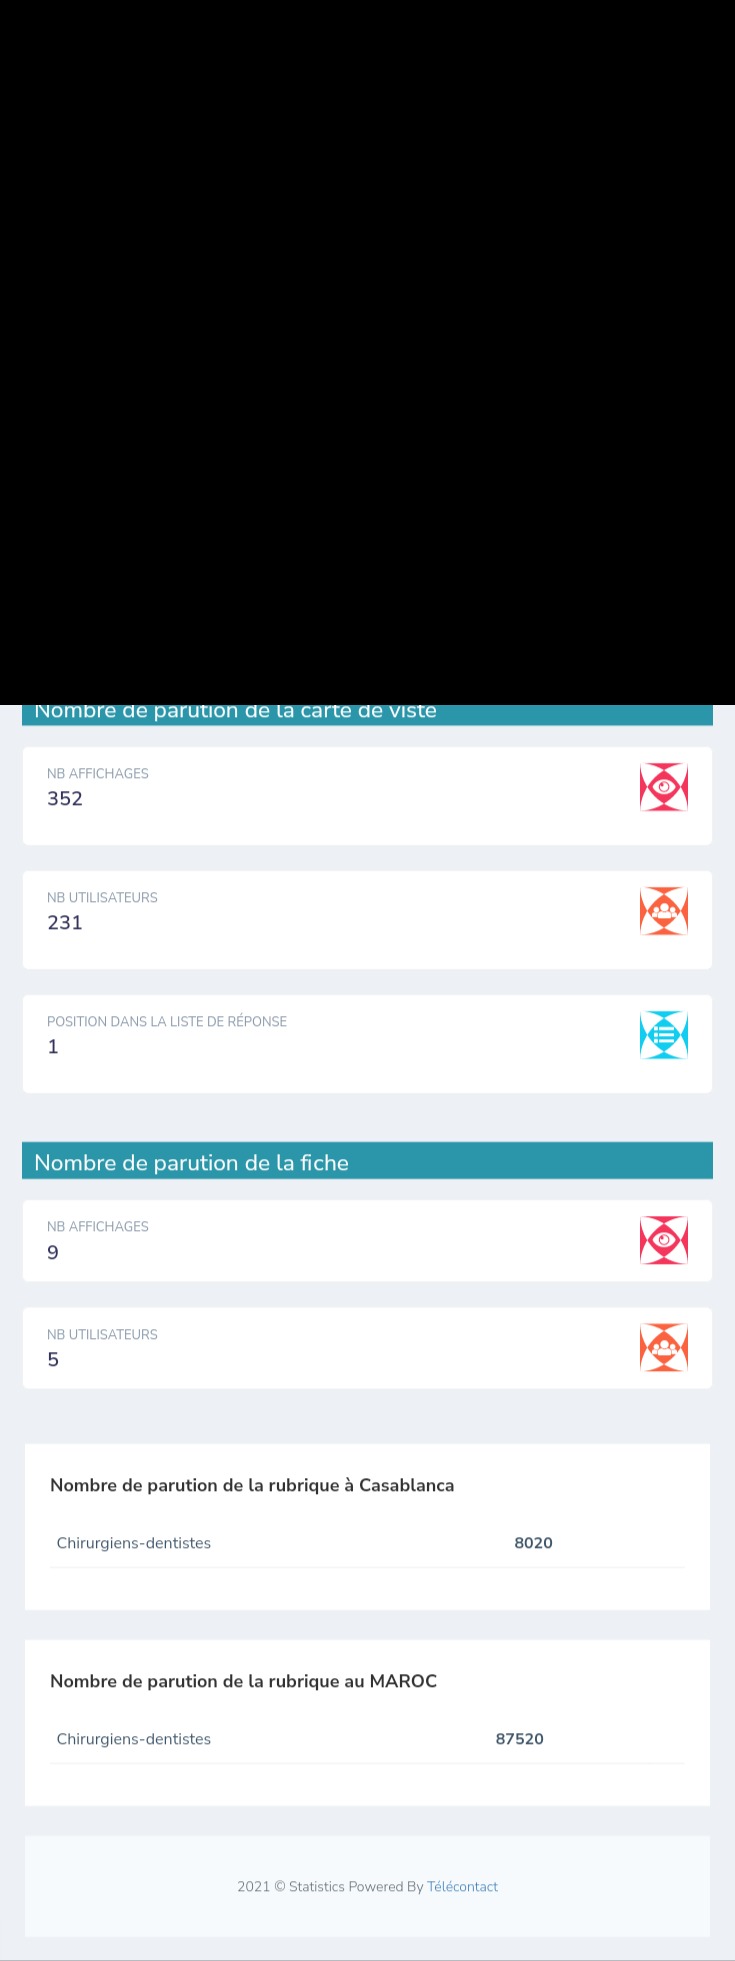 Nombre de parution de la carte de viste
NB AFFICHAGES
352
NB UTILISATEURS
231
POSITION DANS LA LISTE DE RÉPONSE
1
Nombre de parution de la fiche
NB AFFICHAGES
9
NB UTILISATEURS
5
Nombre de parution de la rubrique à Casablanca
Chirurgiens-dentistes 8020
Nombre de parution de la rubrique au MAROC
Chirurgiens-dentistes 87520
2021 © Statistics Powered By Télécontact